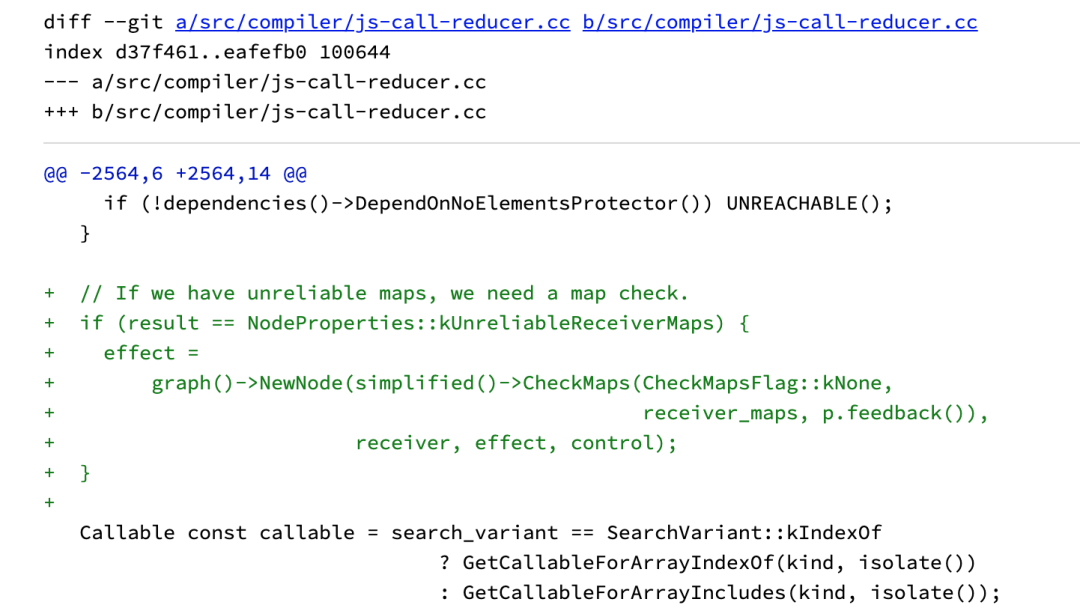 diff --git a/src/compiler/js-call-reducer.cc b/src/compiler/js-call-reducer.cc
index d37f461..eafefb0 100644
--- a/src/compiler/js-call-reducer.cc
+++ b/src/compiler/js-call-reducer.cc
@@ -2564,6 +2564,14 @@
if (!dependencies()->DependOnNoElementsProtector()) UNREACHABLE();
}
+ // If we have unreliable maps, we need a map check.
+ if (result == NodeProperties::kUnreliableReceiverMaps) {
+ effect =
+ graph()->NewNode(simplified()->CheckMaps(CheckMapsFlag::kNone,
+ receiver_maps, p.feedback()),
+ receiver, effect, control);
+ }
+
Callable const callable = search_variant == SearchVariant::kIndexOf
? GetCallableForArrayIndexOf(kind, isolate())
: GetCallableForArrayIncludes(kind, isolate());